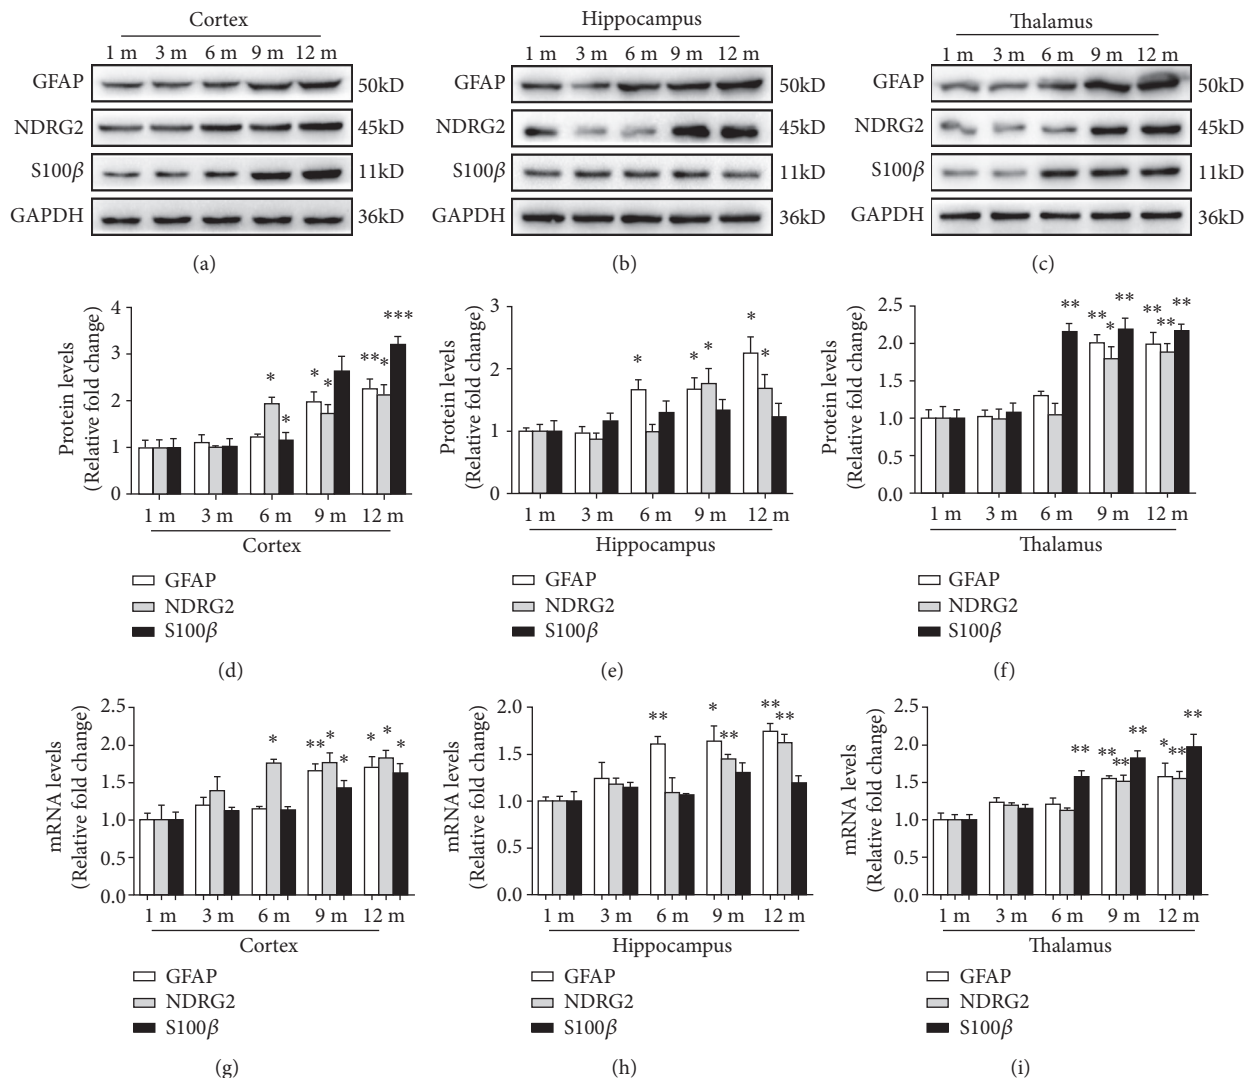 Cortex
1 m 3 m 6 m 9 m 12 m
GFAP 50kD
NDRG2 45kD
S100β 11kD
GAPDH 36kD
(a)
Hippocampus
1 m 3 m 6 m 9 m 12 m
GFAP 50kD
NDRG2 45kD
S100β 11kD
GAPDH 36kD
(b)
Thalamus
1 m 3 m 6 m 9 m 12 m
GFAP 50kD
NDRG2 45kD
S100β 11kD
GAPDH 36kD
(c)
Protein levels
(Relative fold change)
4
3
2
1
0
* * * * ** * ***
1 m 3 m 6 m 9 m 12 m
Cortex
GFAP
NDRG2
S100β
(d)
Protein levels
(Relative fold change)
3
2
1
0
* * * * *
1 m 3 m 6 m 9 m 12 m
Hippocampus
GFAP
NDRG2
S100β
(e)
Protein levels
(Relative fold change)
2.5
2.0
1.5
1.0
0.5
0.0
** ** * ** ** ** **
1 m 3 m 6 m 9 m 12 m
Thalamus
GFAP
NDRG2
S100β
(f)
mRNA levels
(Relative fold change)
2.5
2.0
1.5
1.0
0.5
0.0
* ** * * * * *
1 m 3 m 6 m 9 m 12 m
Cortex
GFAP
NDRG2
S100β
(g)
mRNA levels
(Relative fold change)
2.0
1.5
1.0
0.5
0.0
** * ** ** **
1 m 3 m 6 m 9 m 12 m
Hippocampus
GFAP
NDRG2
S100β
(h)
mRNA levels
(Relative fold change)
2.5
2.0
1.5
1.0
0.5
0.0
** ** ** ** * ** **
1 m 3 m 6 m 9 m 12 m
Thalamus
GFAP
NDRG2
S100β
(i)